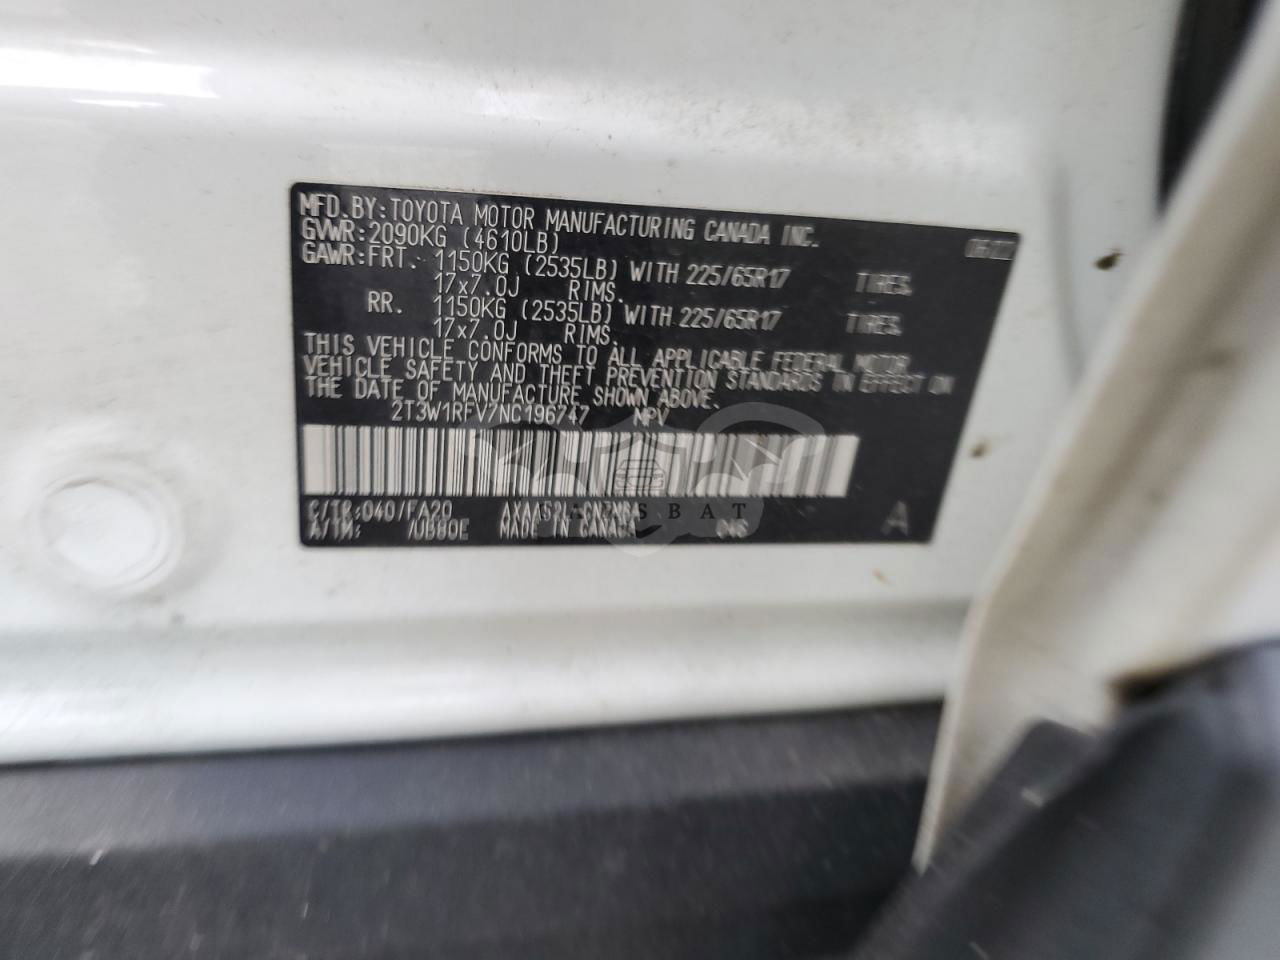 MFD.BY:TOYOTA MOTOR MANUFACTURING CANADA INC.
GVWR:2090KG (4610LB)
GAWR:FRT. 1150KG (2535LB) WITH 225/65R17 TIRES.
17x7.0J RIMS.
RR. 1150KG (2535LB) WITH 225/65R17 TIRES.
17x7.0J RIMS.
THIS VEHICLE CONFORMS TO ALL APPLICABLE FEDERAL MOTOR
VEHICLE SAFETY AND THEFT PREVENTION STANDARDS IN EFFECT ON
THE DATE OF MANUFACTURE SHOWN ABOVE.
2T3W1RFV7NC196747 MPV
C/TR:040/FA20
A/TM: /UB80E MADE IN CANADA
A